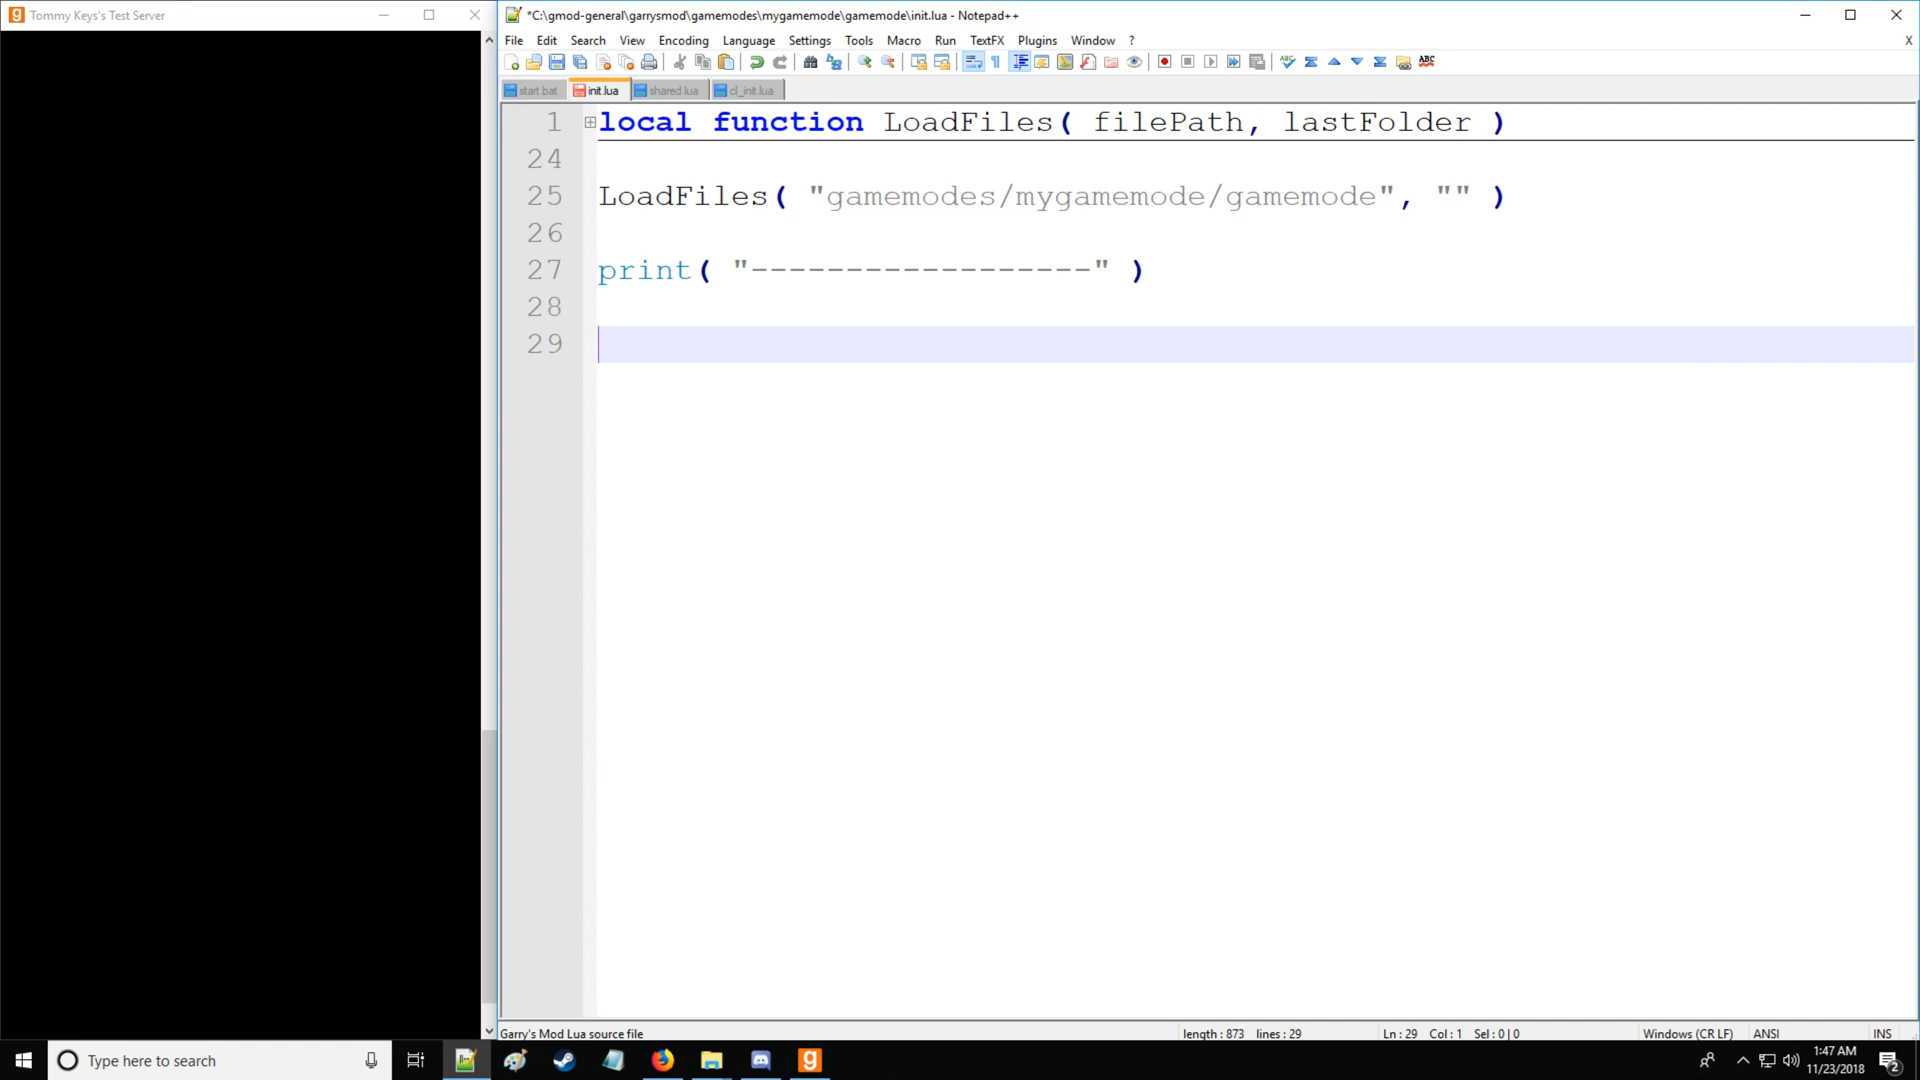 Tommy Keys's Test Server
*C:\gmod-general\garrysmod\gamemodes\mygamemode\gamemode\init.lua - Notepad++
File Edit Search View Encoding Language Settings Tools Macro Run TextFX Plugins Window ? X
start.bat init.lua shared.lua cl_init.lua
1 local function LoadFiles( filePath, lastFolder )
24
25 LoadFiles( "gamemodes/mygamemode/gamemode", "" )
26
27 print( "------------------" )
28
29
Garry's Mod Lua source file length : 873 lines : 29 Ln : 29 Col : 1 Sel : 0 | 0 Windows (CR LF) ANSI INS
Type here to search
1:47 AM
11/23/2018
2